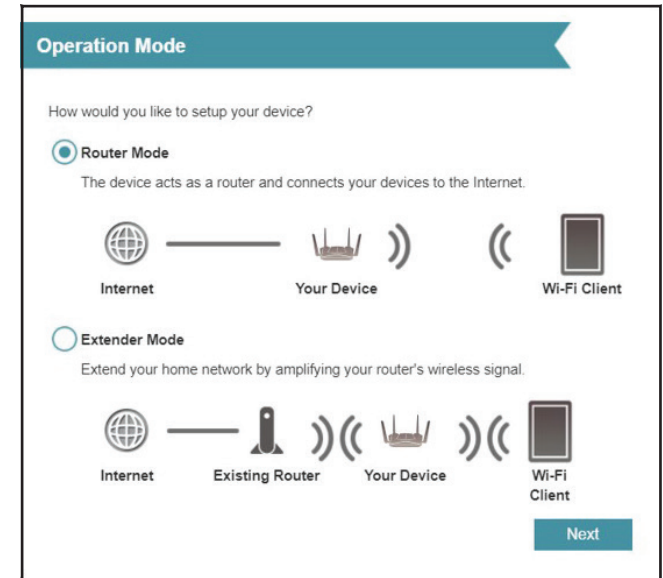 Operation Mode
How would you like to setup your device?
Router Mode
The device acts as a router and connects your devices to the Internet.
Internet
Your Device
Wi-Fi Client
Extender Mode
Extend your home network by amplifying your router's wireless signal.
Internet
Existing Router
Your Device
Wi-Fi
Client
Next